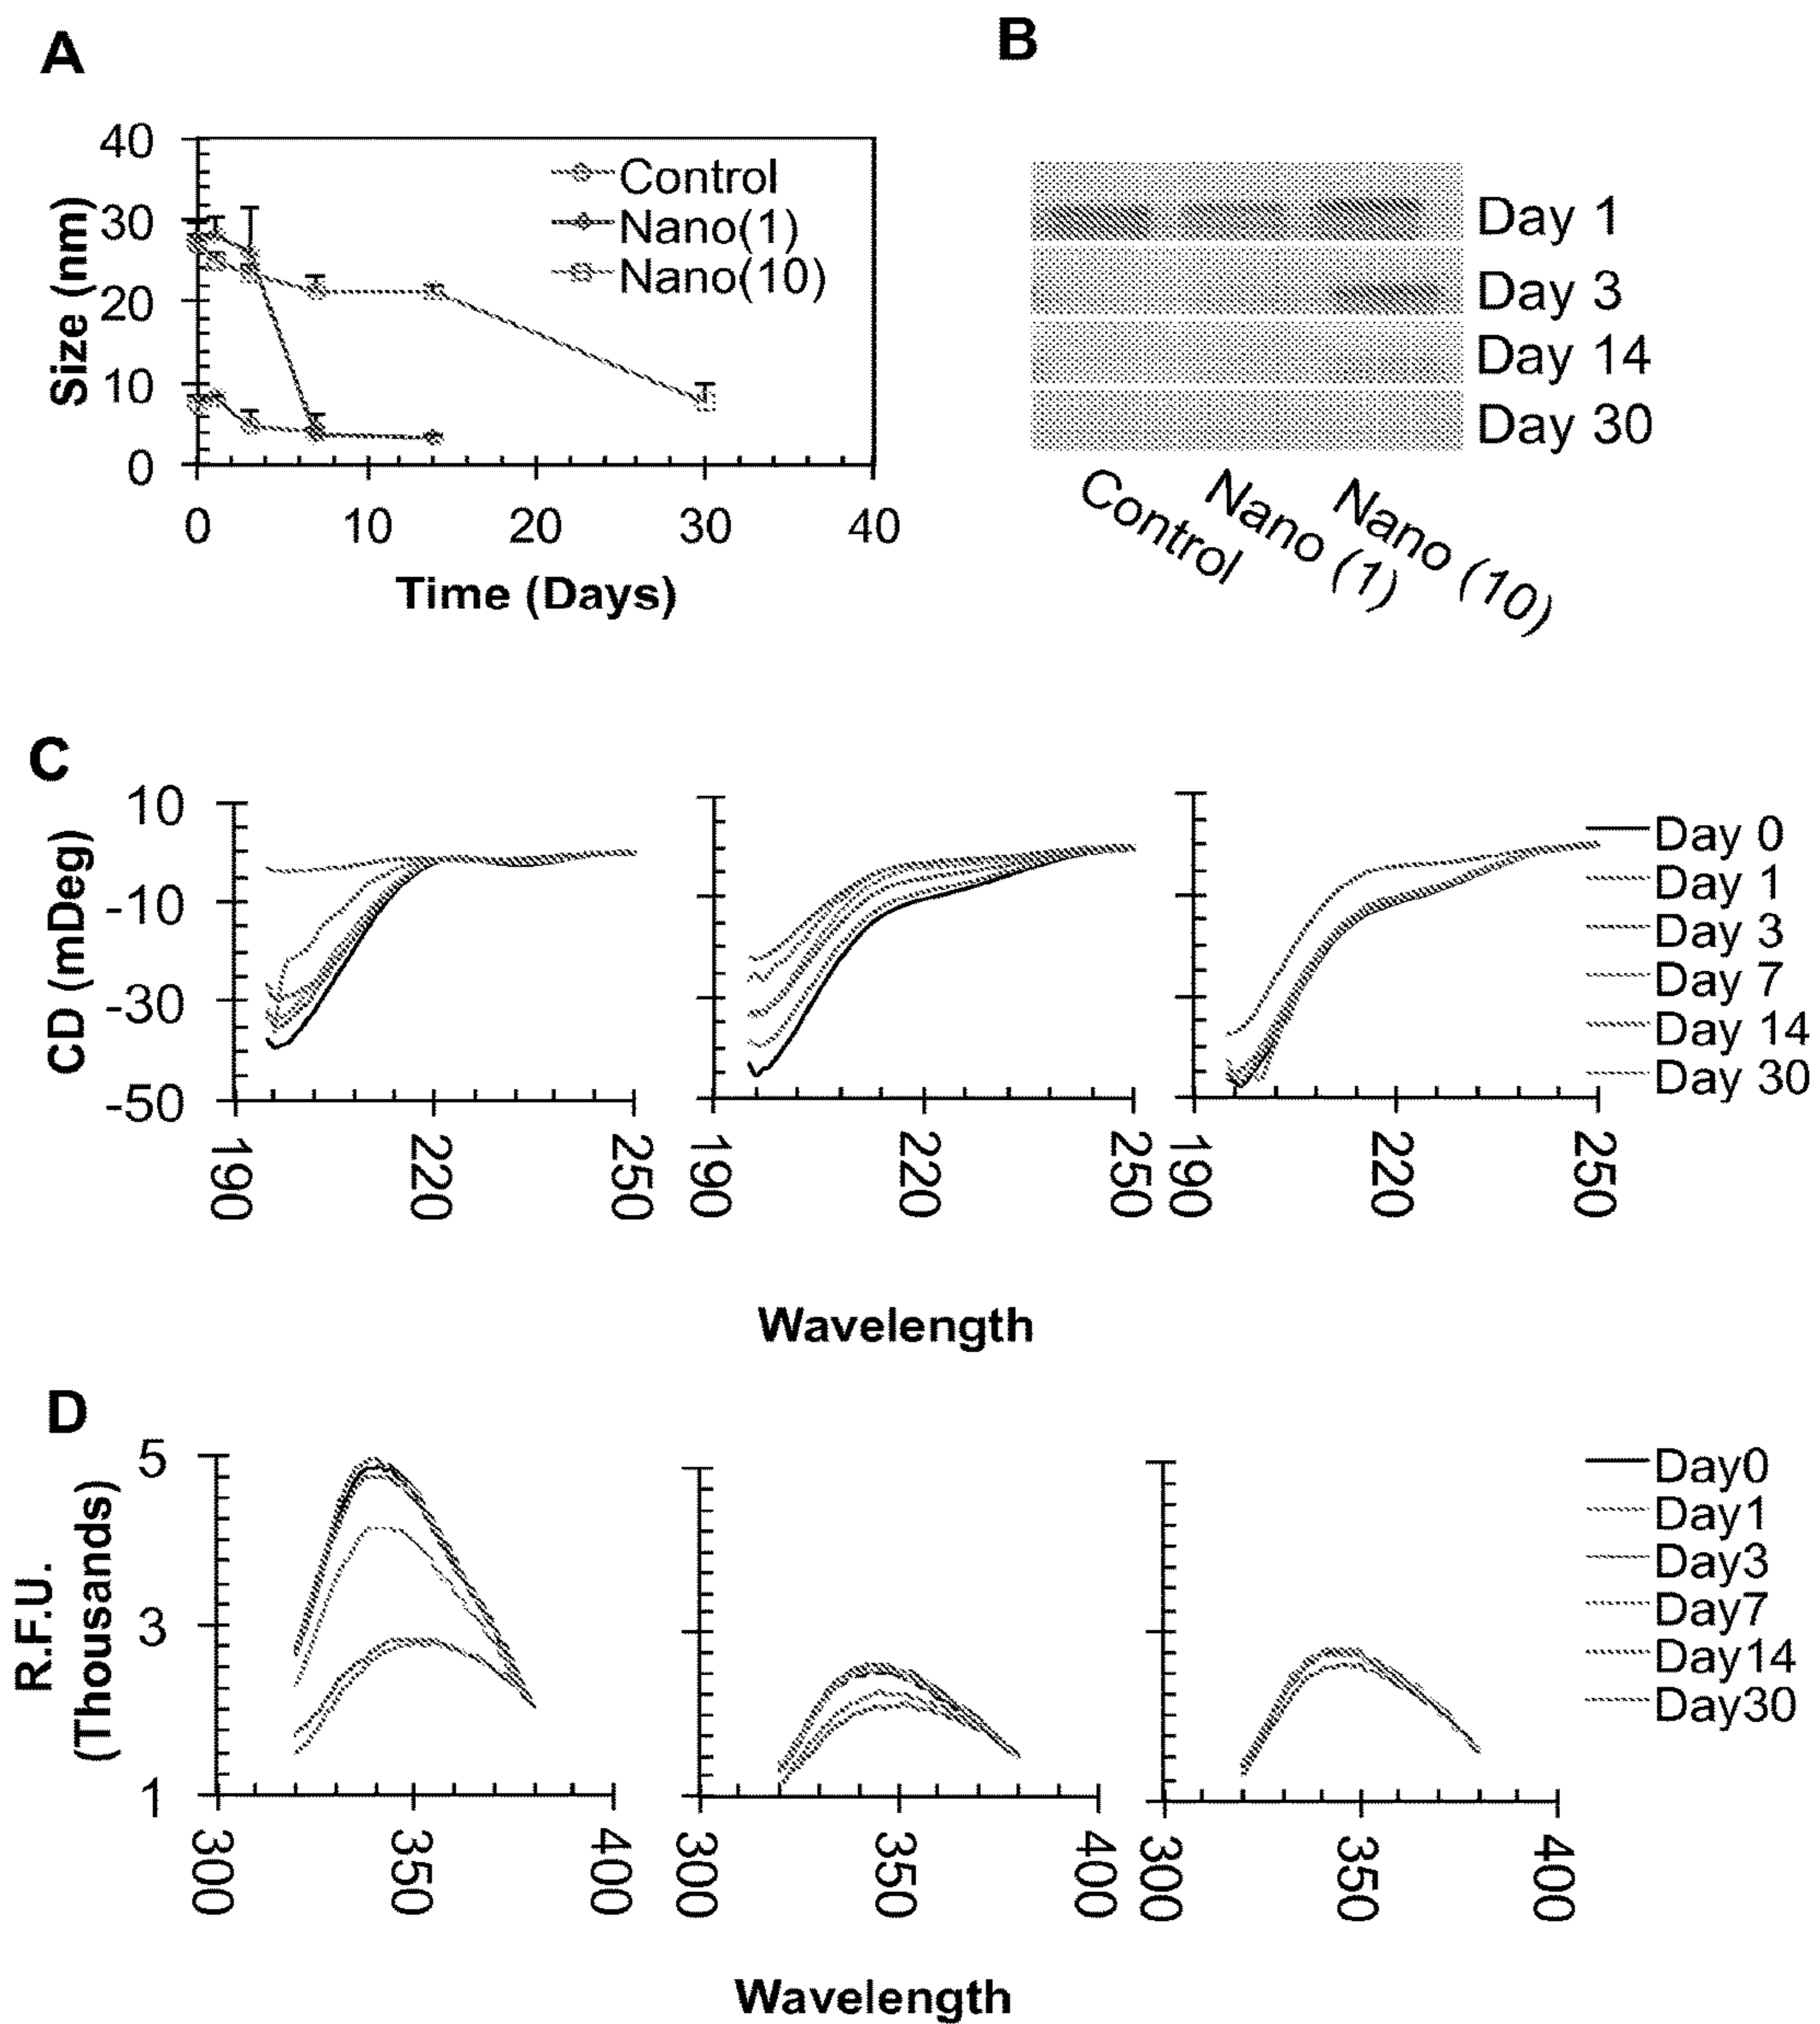 A
40
30
20
10
0
Size (nm)
Control
Nano(1)
Nano(10)
0 10 20 30 40
Time (Days)
B
Day 1
Day 3
Day 14
Day 30
Control
Nano (1)
Nano (10)
C
10
-10
-30
-50
CD (mDeg)
190 220 250
190 220 250
190 220 250
Day 0
Day 1
Day 3
Day 7
Day 14
Day 30
Wavelength
D
5
3
1
R.F.U.
(Thousands)
300 350 400
300 350 400
300 350 400
Day0
Day1
Day3
Day7
Day14
Day30
Wavelength